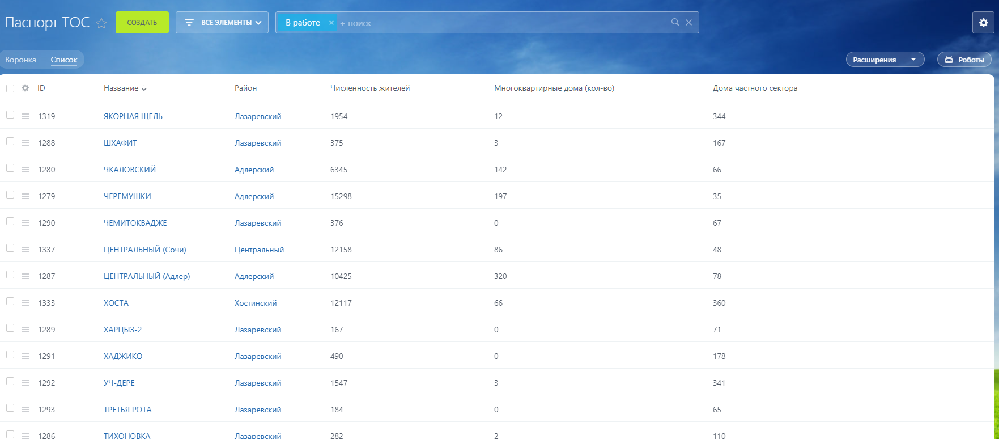 Паспорт ТОС СОЗДАТЬ ВСЕ ЭЛЕМЕНТЫ В работе × + поиск
Воронка Список Расширения Роботы
ID Название Район Численность жителей Многоквартирные дома (кол-во) Дома частного сектора
1319 ЯКОРНАЯ ЩЕЛЬ Лазаревский 1954 12 344
1288 ШХАФИТ Лазаревский 375 3 167
1280 ЧКАЛОВСКИЙ Адлерский 6345 142 66
1279 ЧЕРЕМУШКИ Адлерский 15298 197 35
1290 ЧЕМИТОКВАДЖЕ Лазаревский 376 0 67
1337 ЦЕНТРАЛЬНЫЙ (Сочи) Центральный 12158 86 48
1287 ЦЕНТРАЛЬНЫЙ (Адлер) Адлерский 10425 320 78
1333 ХОСТА Хостинский 12117 66 360
1289 ХАРЦЫЗ-2 Лазаревский 167 0 71
1291 ХАДЖИКО Лазаревский 490 0 178
1292 УЧ-ДЕРЕ Лазаревский 1547 3 341
1293 ТРЕТЬЯ РОТА Лазаревский 184 0 65
1286 ТИХОНОВКА Лазаревский 282 2 110